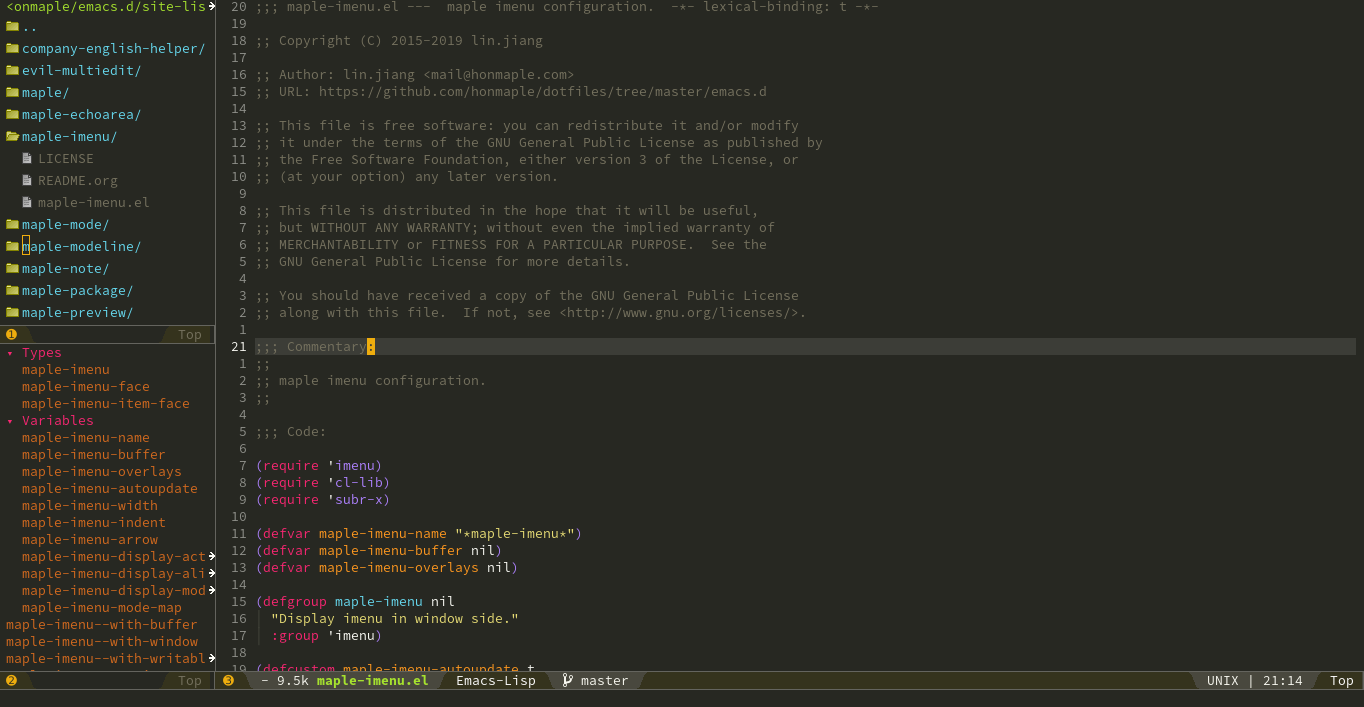 <onmaple/emacs.d/site-lis
..
company-english-helper/
evil-multiedit/
maple/
maple-echoarea/
maple-imenu/
LICENSE
README.org
maple-imenu.el
maple-mode/
maple-modeline/
maple-note/
maple-package/
maple-preview/
1 Top
▾ Types
maple-imenu
maple-imenu-face
maple-imenu-item-face
▾ Variables
maple-imenu-name
maple-imenu-buffer
maple-imenu-overlays
maple-imenu-autoupdate
maple-imenu-width
maple-imenu-indent
maple-imenu-arrow
maple-imenu-display-act
maple-imenu-display-ali
maple-imenu-display-mod
maple-imenu-mode-map
maple-imenu--with-buffer
maple-imenu--with-window
maple-imenu--with-writabl
2 Top
20 ;;; maple-imenu.el ---  maple imenu configuration.  -*- lexical-binding: t -*-
19
18 ;; Copyright (C) 2015-2019 lin.jiang
17
16 ;; Author: lin.jiang <mail@honmaple.com>
15 ;; URL: https://github.com/honmaple/dotfiles/tree/master/emacs.d
14
13 ;; This file is free software: you can redistribute it and/or modify
12 ;; it under the terms of the GNU General Public License as published by
11 ;; the Free Software Foundation, either version 3 of the License, or
10 ;; (at your option) any later version.
9
8 ;; This file is distributed in the hope that it will be useful,
7 ;; but WITHOUT ANY WARRANTY; without even the implied warranty of
6 ;; MERCHANTABILITY or FITNESS FOR A PARTICULAR PURPOSE.  See the
5 ;; GNU General Public License for more details.
4
3 ;; You should have received a copy of the GNU General Public License
2 ;; along with this file.  If not, see <http://www.gnu.org/licenses/>.
1
21 ;;; Commentary:
1 ;;
2 ;; maple imenu configuration.
3 ;;
4
5 ;;; Code:
6
7 (require 'imenu)
8 (require 'cl-lib)
9 (require 'subr-x)
10
11 (defvar maple-imenu-name "*maple-imenu*")
12 (defvar maple-imenu-buffer nil)
13 (defvar maple-imenu-overlays nil)
14
15 (defgroup maple-imenu nil
16   "Display imenu in window side."
17   :group 'imenu)
18
19 (defcustom maple-imenu-autoupdate t
3 - 9.5k maple-imenu.el Emacs-Lisp master UNIX | 21:14 Top